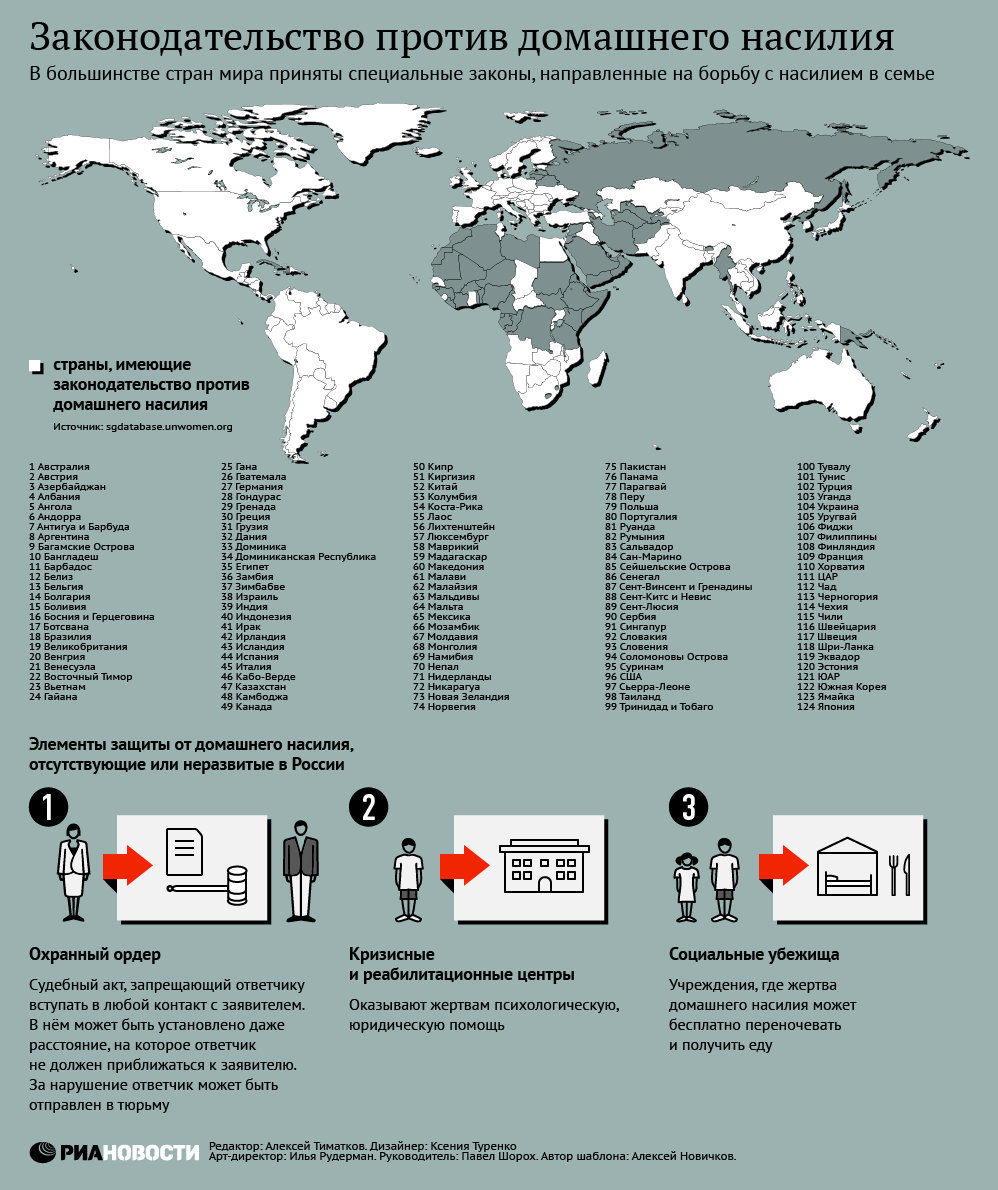 Законодательство против домашнего насилия
В большинстве стран мира приняты специальные законы, направленные на борьбу с насилием в семье
страны, имеющие
законодательство против
домашнего насилия
Источник: sgdatabase.unwomen.org
1 Австралия
2 Австрия
3 Азербайджан
4 Албания
5 Ангола
6 Андорра
7 Антигуа и Барбуда
8 Аргентина
9 Багамские Острова
10 Бангладеш
11 Барбадос
12 Белиз
13 Бельгия
14 Болгария
15 Боливия
16 Босния и Герцеговина
17 Ботсвана
18 Бразилия
19 Великобритания
20 Венгрия
21 Венесуэла
22 Восточный Тимор
23 Вьетнам
24 Гайана
25 Гана
26 Гватемала
27 Германия
28 Гондурас
29 Гренада
30 Греция
31 Грузия
32 Дания
33 Доминика
34 Доминиканская Республика
35 Египет
36 Замбия
37 Зимбабве
38 Израиль
39 Индия
40 Индонезия
41 Ирак
42 Ирландия
43 Исландия
44 Испания
45 Италия
46 Кабо-Верде
47 Казахстан
48 Камбоджа
49 Канада
50 Кипр
51 Киргизия
52 Китай
53 Колумбия
54 Коста-Рика
55 Лаос
56 Лихтенштейн
57 Люксембург
58 Маврикий
59 Мадагаскар
60 Македония
61 Малави
62 Малайзия
63 Мальдивы
64 Мальта
65 Мексика
66 Мозамбик
67 Молдавия
68 Монголия
69 Намибия
70 Непал
71 Нидерланды
72 Никарагуа
73 Новая Зеландия
74 Норвегия
75 Пакистан
76 Панама
77 Парагвай
78 Перу
79 Польша
80 Португалия
81 Руанда
82 Румыния
83 Сальвадор
84 Сан-Марино
85 Сейшельские Острова
86 Сенегал
87 Сент-Винсент и Гренадины
88 Сент-Китс и Невис
89 Сент-Люсия
90 Сербия
91 Сингапур
92 Словакия
93 Словения
94 Соломоновы Острова
95 Суринам
96 США
97 Сьерра-Леоне
98 Таиланд
99 Тринидад и Тобаго
100 Тувалу
101 Тунис
102 Турция
103 Уганда
104 Украина
105 Уругвай
106 Фиджи
107 Филиппины
108 Финляндия
109 Франция
110 Хорватия
111 ЦАР
112 Чад
113 Черногория
114 Чехия
115 Чили
116 Швейцария
117 Швеция
118 Шри-Ланка
119 Эквадор
120 Эстония
121 ЮАР
122 Южная Корея
123 Ямайка
124 Япония
Элементы защиты от домашнего насилия,
отсутствующие или неразвитые в России
1
Охранный ордер
Судебный акт, запрещающий ответчику
вступать в любой контакт с заявителем.
В нём может быть установлено даже
расстояние, на которое ответчик
не должен приближаться к заявителю.
За нарушение ответчик может быть
отправлен в тюрьму
2
Кризисные
и реабилитационные центры
Оказывают жертвам психологическую,
юридическую помощь
3
Социальные убежища
Учреждения, где жертва
домашнего насилия может
бесплатно переночевать
и получить еду
РИАНОВОСТИ
Редактор: Алексей Тиматков. Дизайнер: Ксения Туренко
Арт-директор: Илья Рудерман. Руководитель: Павел Шорох. Автор шаблона: Алексей Новичков.